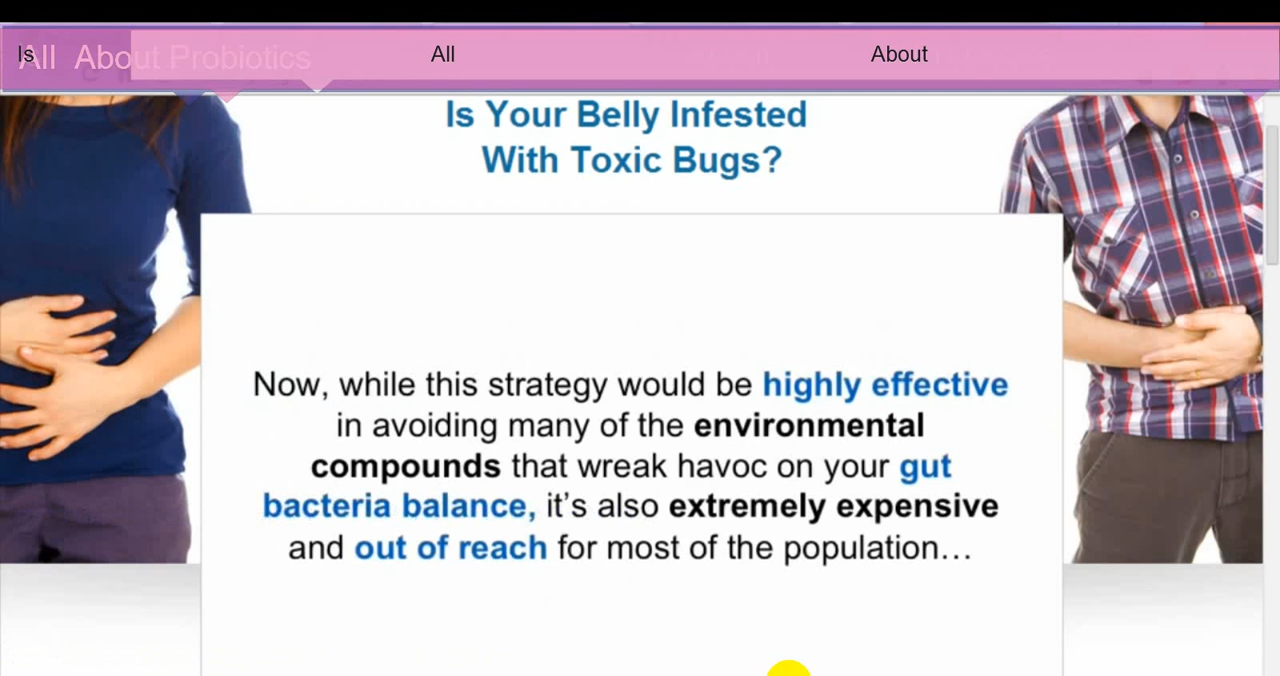 Is All About
All About Probiotics
Is Your Belly Infested
With Toxic Bugs?
Now, while this strategy would be highly effective
in avoiding many of the environmental
compounds that wreak havoc on your gut
bacteria balance, it’s also extremely expensive
and out of reach for most of the population…